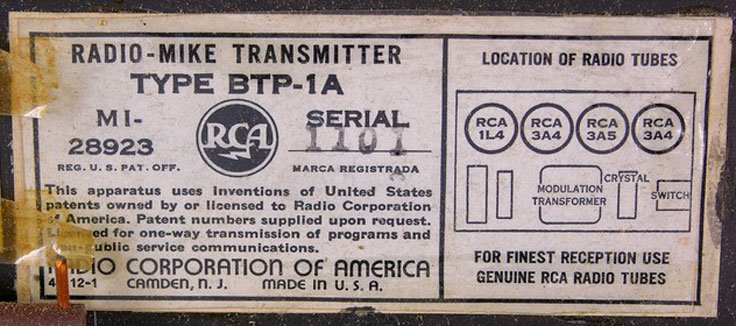 RADIO-MIKE TRANSMITTER
TYPE BTP-1A
MI-
28923
REG. U. S. PAT. OFF.
RCA
SERIAL
1101
MARCA REGISTRADA
This apparatus uses inventions of United States
patents owned by or licensed to Radio Corporation
of America. Patent numbers supplied upon request.
for one-way transmission of programs and
public service communications.
RADIO CORPORATION OF AMERICA
12-1 CAMDEN, N. J. MADE IN U. S. A.
LOCATION OF RADIO TUBES
RCA 1L4 RCA 3A4 RCA 3A5 RCA 3A4
MODULATION
TRANSFORMER
CRYSTAL
SWITCH
FOR FINEST RECEPTION USE
GENUINE RCA RADIO TUBES